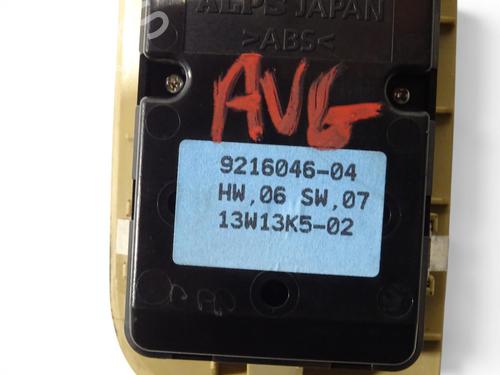 ALPS JAPAN
>ABS<
AVG
9216046-04
HW,06 SW,07
13W13K5-02